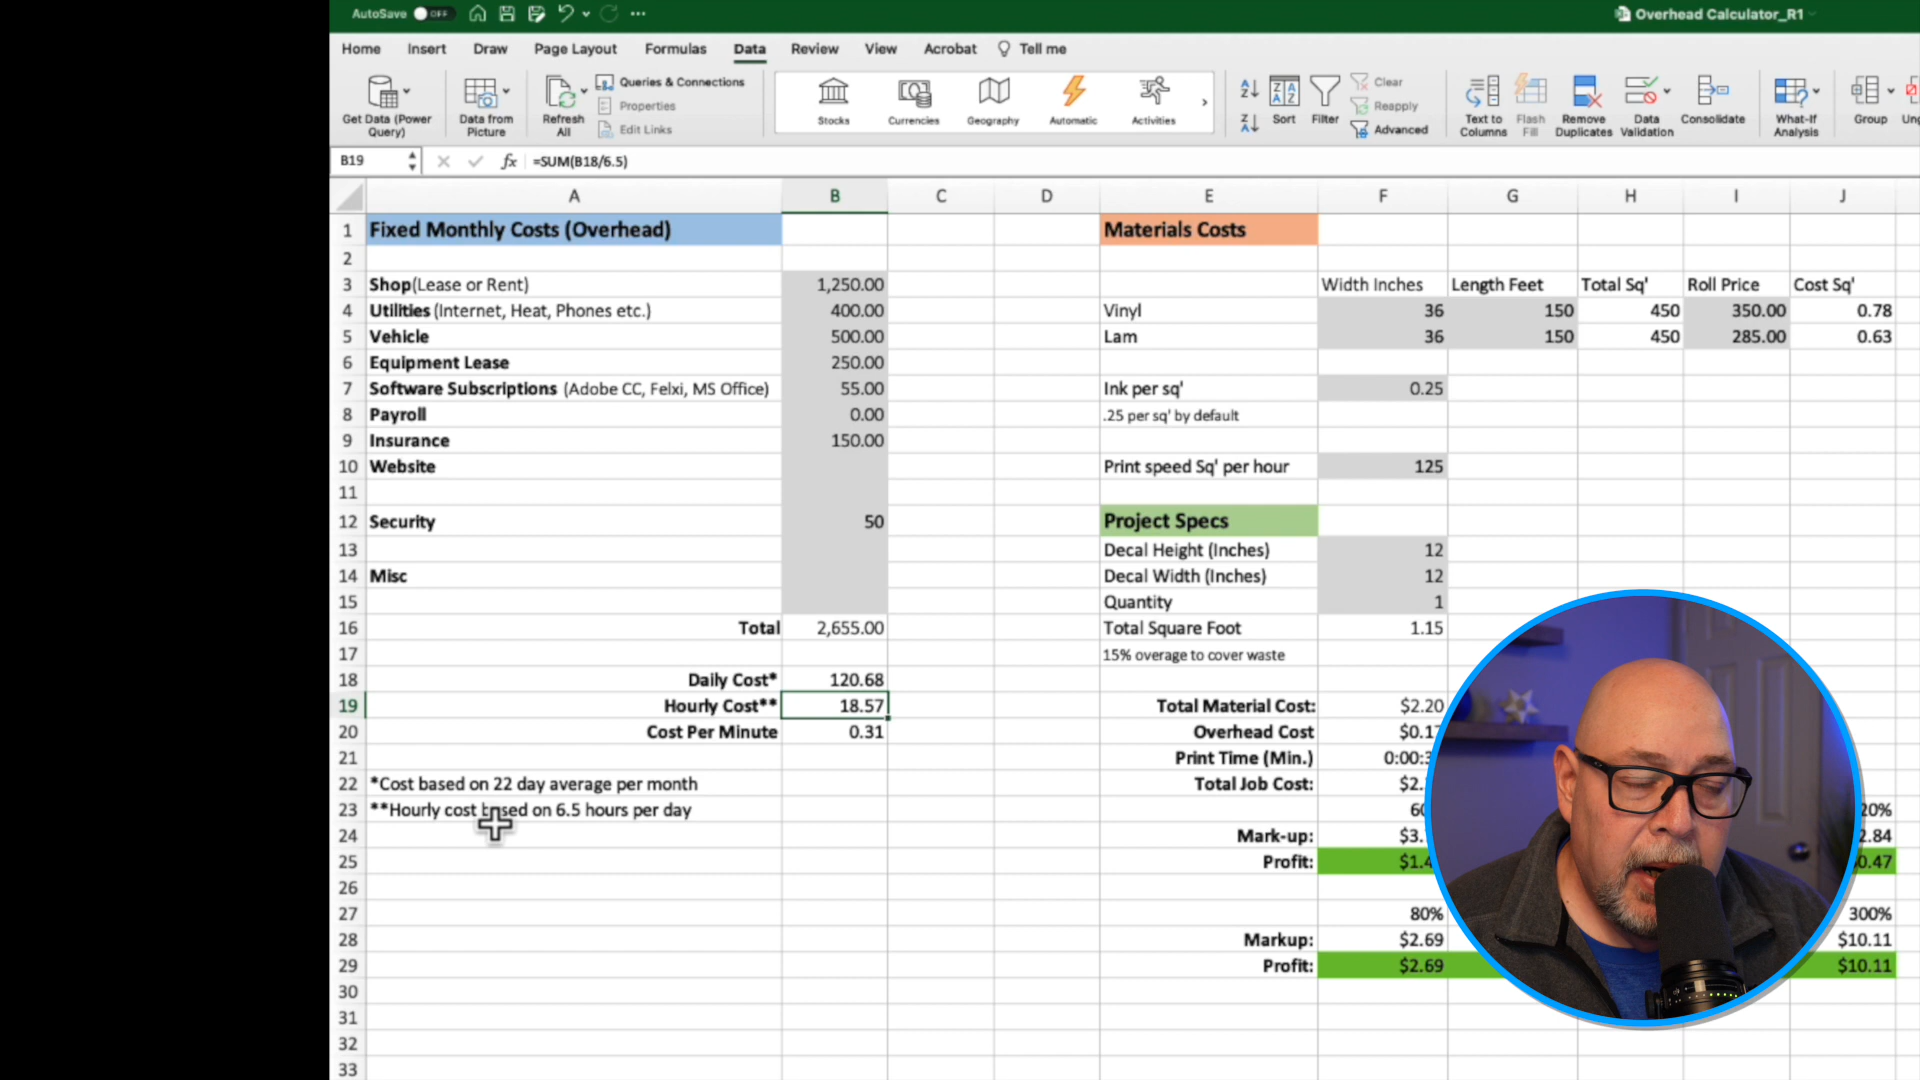 AutoSave OFF Overhead Calculator_R1
Home Insert Draw Page Layout Formulas Data Review View Acrobat Tell me
Get Data (Power Query) Data from Picture Refresh All Queries & Connections Properties Edit Links Stocks Currencies Geography Automatic Activities Sort Filter Clear Reapply Advanced Text to Columns Flash Fill Remove Duplicates Data Validation Consolidate What-If Analysis Group
B19 fx =SUM(B18/6.5)
A B C D E F G H I J
1 Fixed Monthly Costs (Overhead) Materials Costs
2
3 Shop(Lease or Rent) 1,250.00 Width Inches Length Feet Total Sq' Roll Price Cost Sq'
4 Utilities (Internet, Heat, Phones etc.) 400.00 Vinyl 36 150 450 350.00 0.78
5 Vehicle 500.00 Lam 36 150 450 285.00 0.63
6 Equipment Lease 250.00
7 Software Subscriptions (Adobe CC, Felxi, MS Office) 55.00 Ink per sq' 0.25
8 Payroll 0.00 .25 per sq' by default
9 Insurance 150.00
10 Website Print speed Sq' per hour 125
11
12 Security 50 Project Specs
13 Decal Height (Inches) 12
14 Misc Decal Width (Inches) 12
15 Quantity 1
16 Total 2,655.00 Total Square Foot 1.15
17 15% overage to cover waste
18 Daily Cost* 120.68
19 Hourly Cost** 18.57 Total Material Cost: $2.20
20 Cost Per Minute 0.31 Overhead Cost
21 Print Time (Min.)
22 *Cost based on 22 day average per month Total Job Cost:
23 **Hourly cost based on 6.5 hours per day
24 Mark-up:
25 Profit:
26
27 80% 300%
28 Markup: $2.69 $10.11
29 Profit: $2.69 $10.11
30
31
32
33